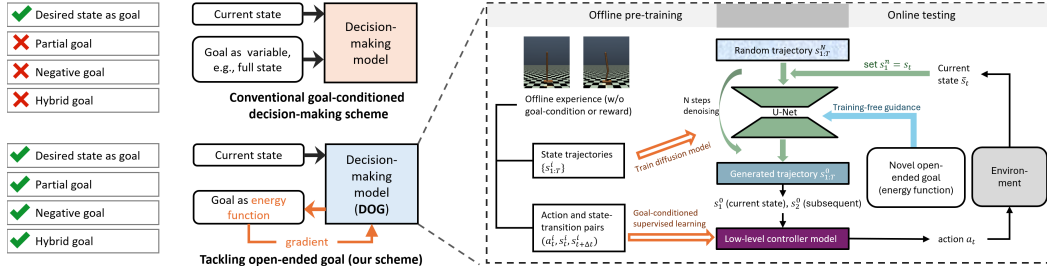 Desired state as goal
Partial goal
Negative goal
Hybrid goal
Current state
Goal as variable,
e.g., full state
Decision-
making
model
Conventional goal-conditioned
decision-making scheme
Desired state as goal
Partial goal
Negative goal
Hybrid goal
Current state
Goal as energy
function
gradient
Decision-
making
model
(DOG)
Tackling open-ended goal (our scheme)
Offline pre-training
Online testing
Offline experience (w/o
goal-condition or reward)
State trajectories
{s^i_{1:T}}
Action and state-
transition pairs
(a^i_t, s^i_t, s^i_{t+Δt})
Train diffusion model
Goal-conditioned
supervised learning
Random trajectory s^N_{1:T}
N steps
denoising
U-Net
Generated trajectory s^0_{1:T}
s^0_1 (current state), s^0_2 (subsequent)
Low-level controller model
set s^n_1 = s_t
Current
state s̄_t
Training-free guidance
Novel open-
ended goal
(energy function)
Environ-
ment
action a_t